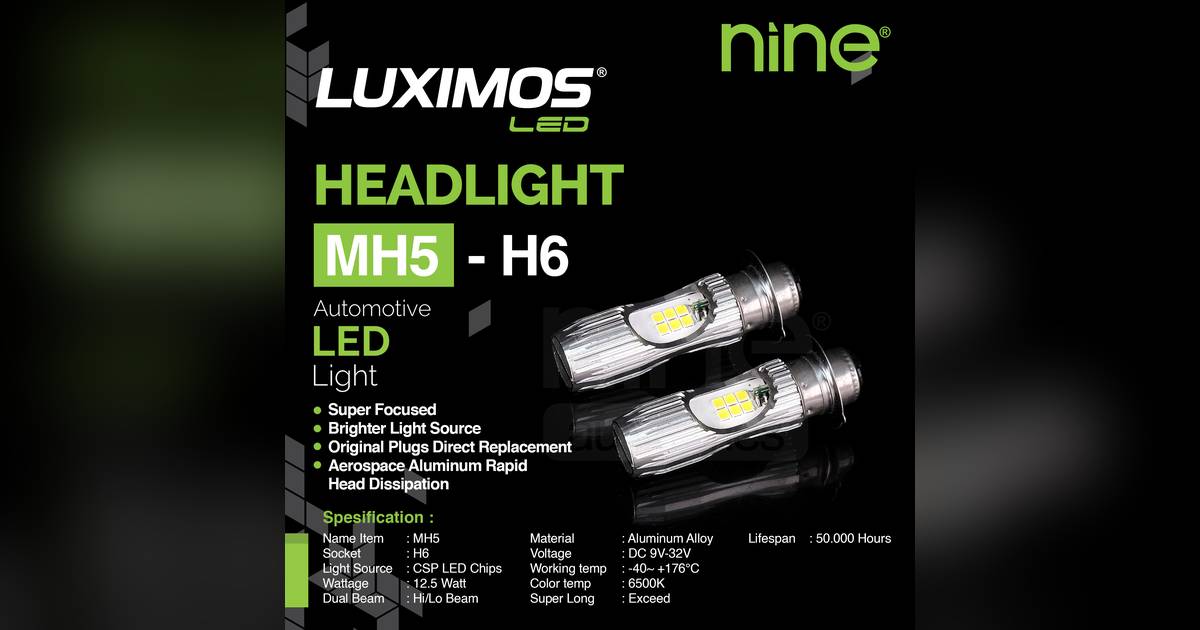 nine®
LUXIMOS®
LED
HEADLIGHT
MH5 - H6
Automotive
LED
Light
Super Focused
Brighter Light Source
Original Plugs Direct Replacement
Aerospace Aluminum Rapid
Head Dissipation
Spesification :
Name Item : MH5
Socket : H6
Light Source : CSP LED Chips
Wattage : 12.5 Watt
Dual Beam : Hi/Lo Beam
Material : Aluminum Alloy
Voltage : DC 9V-32V
Working temp : -40~ +176°C
Color temp : 6500K
Super Long : Exceed
Lifespan : 50.000 Hours